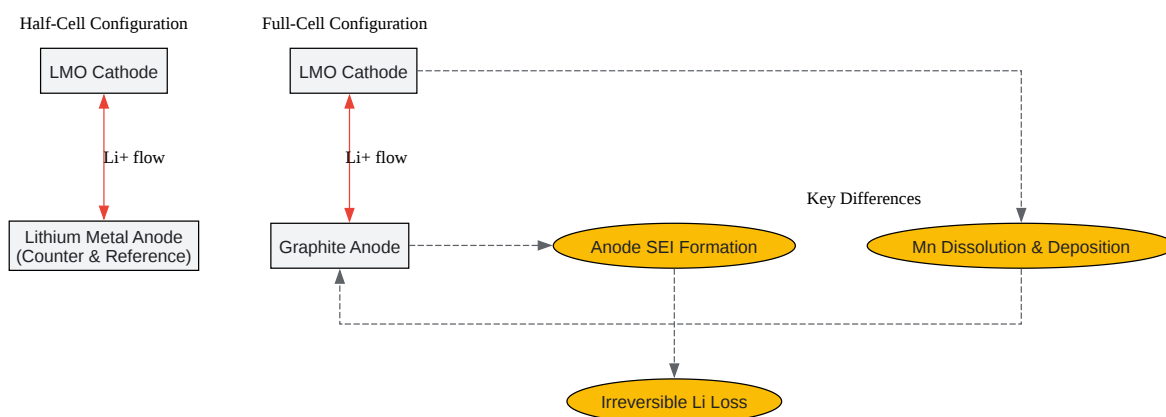 Half-Cell Configuration
LMO Cathode
Li+ flow
Lithium Metal Anode
(Counter & Reference)
Full-Cell Configuration
LMO Cathode
Li+ flow
Graphite Anode
Key Differences
Anode SEI Formation
Mn Dissolution & Deposition
Irreversible Li Loss